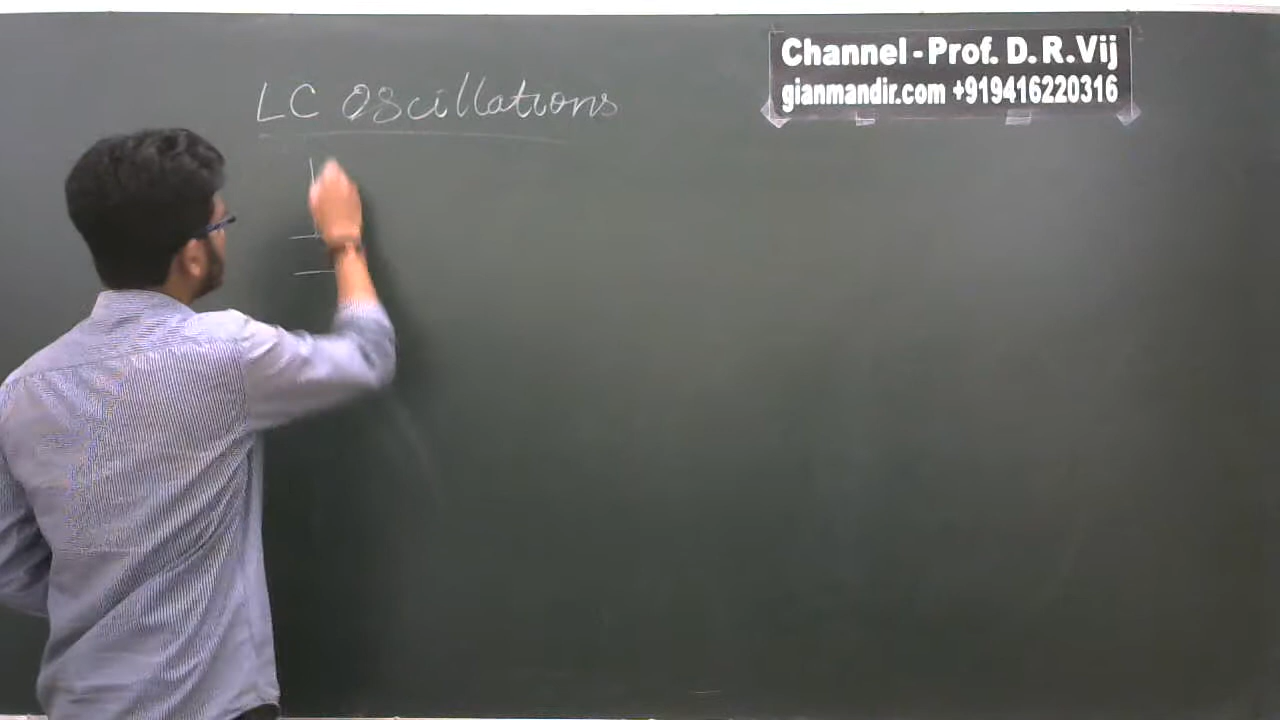 LC Oscillations
Channel - Prof. D. R. Vij
gianmandir.com +919416220316